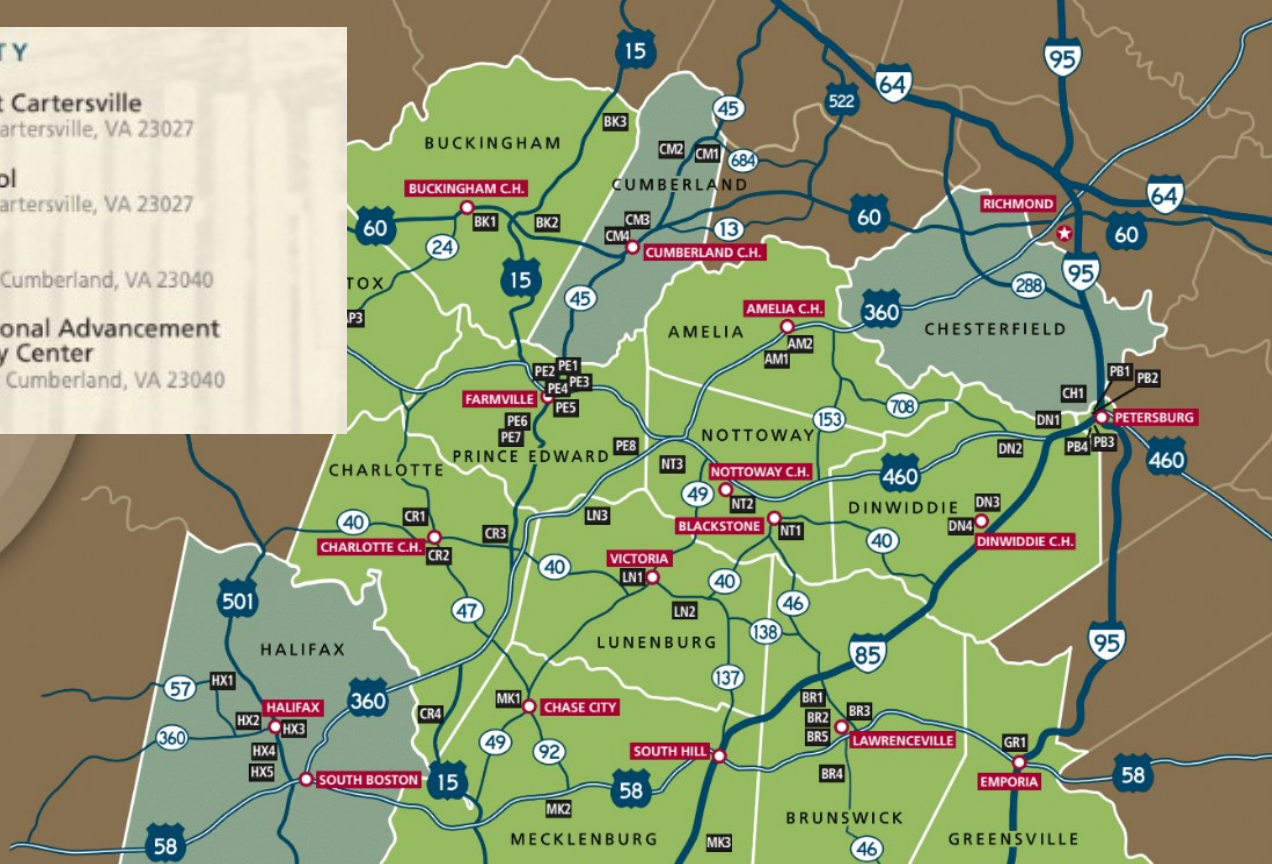 TY
t Cartersville
artersville, VA 23027
ol
artersville, VA 23027
Cumberland, VA 23040
onal Advancement
y Center
Cumberland, VA 23040
15
95
64
45
522
BK3
BUCKINGHAM
CM2
CM1
684
BUCKINGHAM C.H.
CUMBERLAND
64
RICHMOND
60
BK1
BK2
CM3
CM4
13
60
60
24
CUMBERLAND C.H.
TOX
15
45
95
288
AP3
AMELIA C.H.
360
AMELIA
CHESTERFIELD
AM2
AM1
PE2
PE1
PE3
PE4
PE5
FARMVILLE
PB1
PB2
CH1
PE6
PE7
153
708
DN1
PETERSBURG
PRINCE EDWARD
PE8
NOTTOWAY
DN2
PB4
PB3
CHARLOTTE
NT3
NOTTOWAY C.H.
460
460
49
NT2
DINWIDDIE
DN3
LN3
CR1
40
BLACKSTONE
NT1
DN4
CR3
CHARLOTTE C.H.
CR2
40
DINWIDDIE C.H.
VICTORIA
40
LN1
40
501
47
LN2
46
138
HALIFAX
LUNENBURG
85
95
57
HX1
137
360
MK1
CHASE CITY
BR1
HALIFAX
HX2
HX3
CR4
BR2
BR3
360
BR5
LAWRENCEVILLE
HX4
49
92
SOUTH HILL
GR1
HX5
SOUTH BOSTON
15
BR4
EMPORIA
58
58
MK2
58
MECKLENBURG
MK3
BRUNSWICK
46
GREENSVILLE